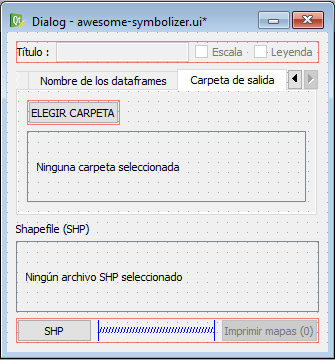 Dialog - awesome-symbolizer.ui*
Título : Escala Leyenda
Nombre de los dataframes Carpeta de salida
ELEGIR CARPETA
Ninguna carpeta seleccionada
Shapefile (SHP)
Ningún archivo SHP seleccionado
SHP Imprimir mapas (0)